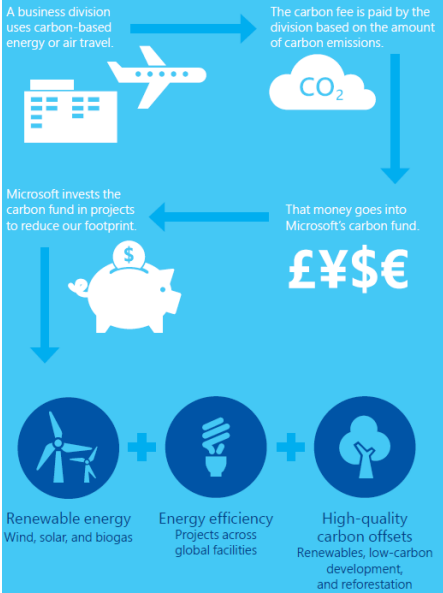 A business division
uses carbon-based
energy or air travel.
The carbon fee is paid by the
division based on the amount
of carbon emissions.
CO₂
Microsoft invests the
carbon fund in projects
to reduce our footprint.
$
That money goes into
Microsoft's carbon fund.
£¥$€
Renewable energy
Wind, solar, and biogas
Energy efficiency
Projects across
global facilities
High-quality
carbon offsets
Renewables, low-carbon
development,
and reforestation